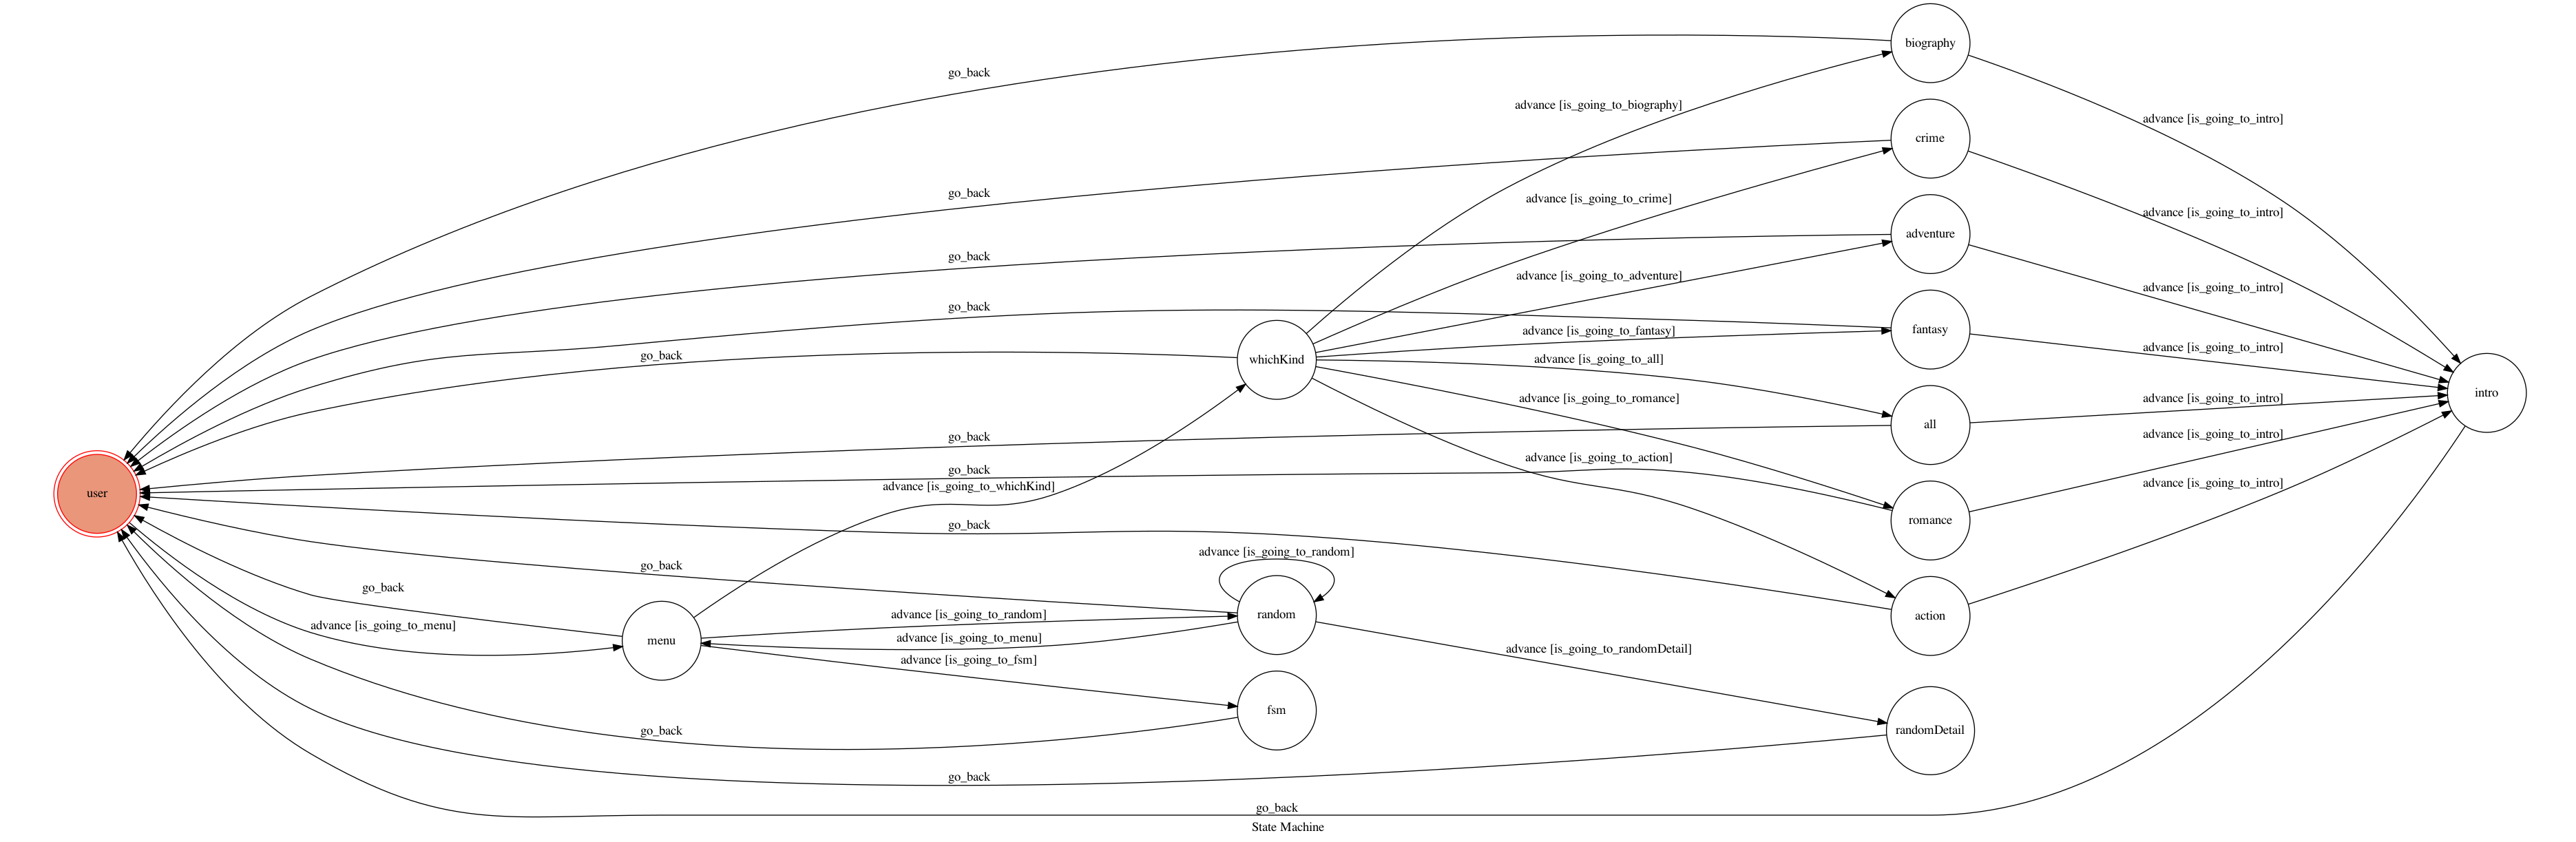 biography
go_back
advance [is_going_to_biography]
advance [is_going_to_intro]
crime
go_back
advance [is_going_to_crime]
advance [is_going_to_intro]
adventure
go_back
advance [is_going_to_adventure]
advance [is_going_to_intro]
go_back
fantasy
advance [is_going_to_fantasy]
advance [is_going_to_intro]
go_back
whichKind
advance [is_going_to_all]
intro
advance [is_going_to_romance]
advance [is_going_to_intro]
all
go_back
advance [is_going_to_intro]
advance [is_going_to_action]
go_back
advance [is_going_to_whichKind]
advance [is_going_to_intro]
user
romance
go_back
advance [is_going_to_random]
go_back
go_back
advance [is_going_to_random]
random
action
advance [is_going_to_menu]
menu
advance [is_going_to_menu]
advance [is_going_to_randomDetail]
advance [is_going_to_fsm]
fsm
go_back
randomDetail
go_back
go_back
State Machine